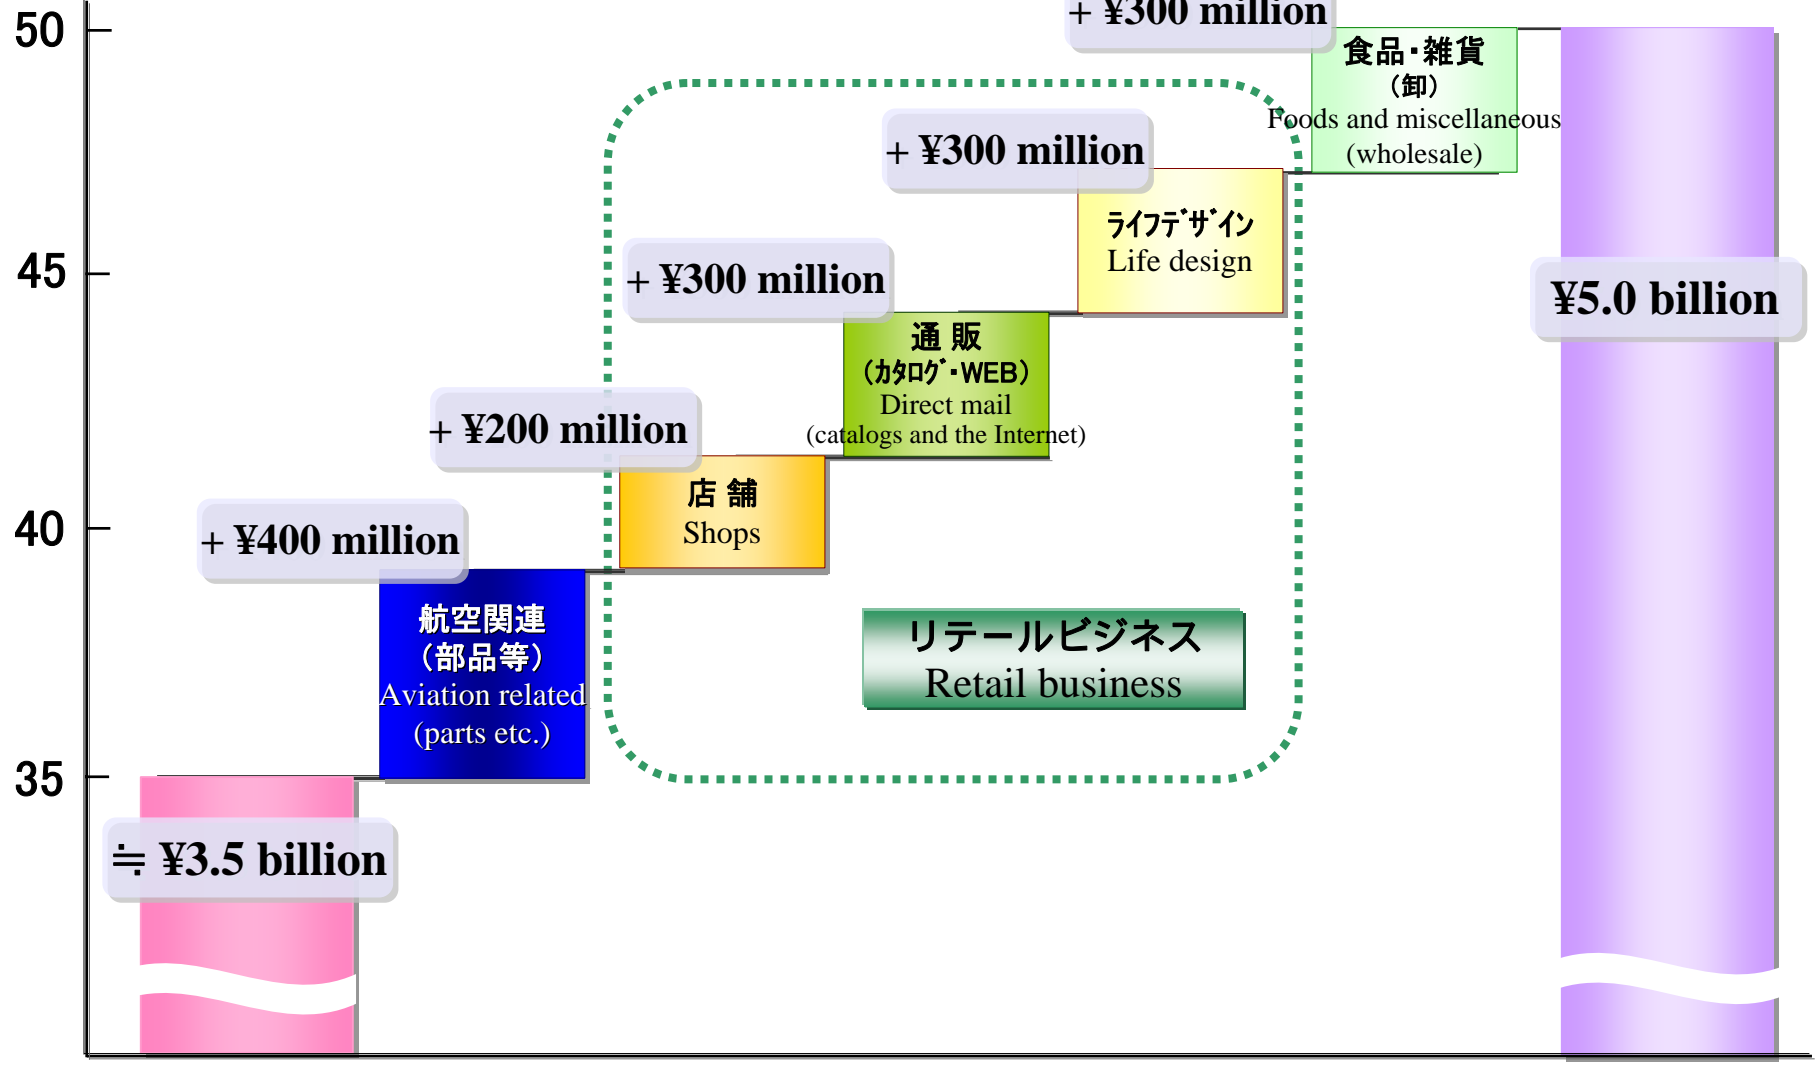 50
45
40
35
+ ¥300 million
食品・雑貨
（卸）
Foods and miscellaneous
(wholesale)
+ ¥300 million
ライフデザイン
Life design
+ ¥300 million
通 販
（カタログ・WEB）
Direct mail
(catalogs and the Internet)
+ ¥200 million
店 舗
Shops
+ ¥400 million
航空関連
（部品等）
Aviation related
(parts etc.)
リテールビジネス
Retail business
≒ ¥3.5 billion
¥5.0 billion